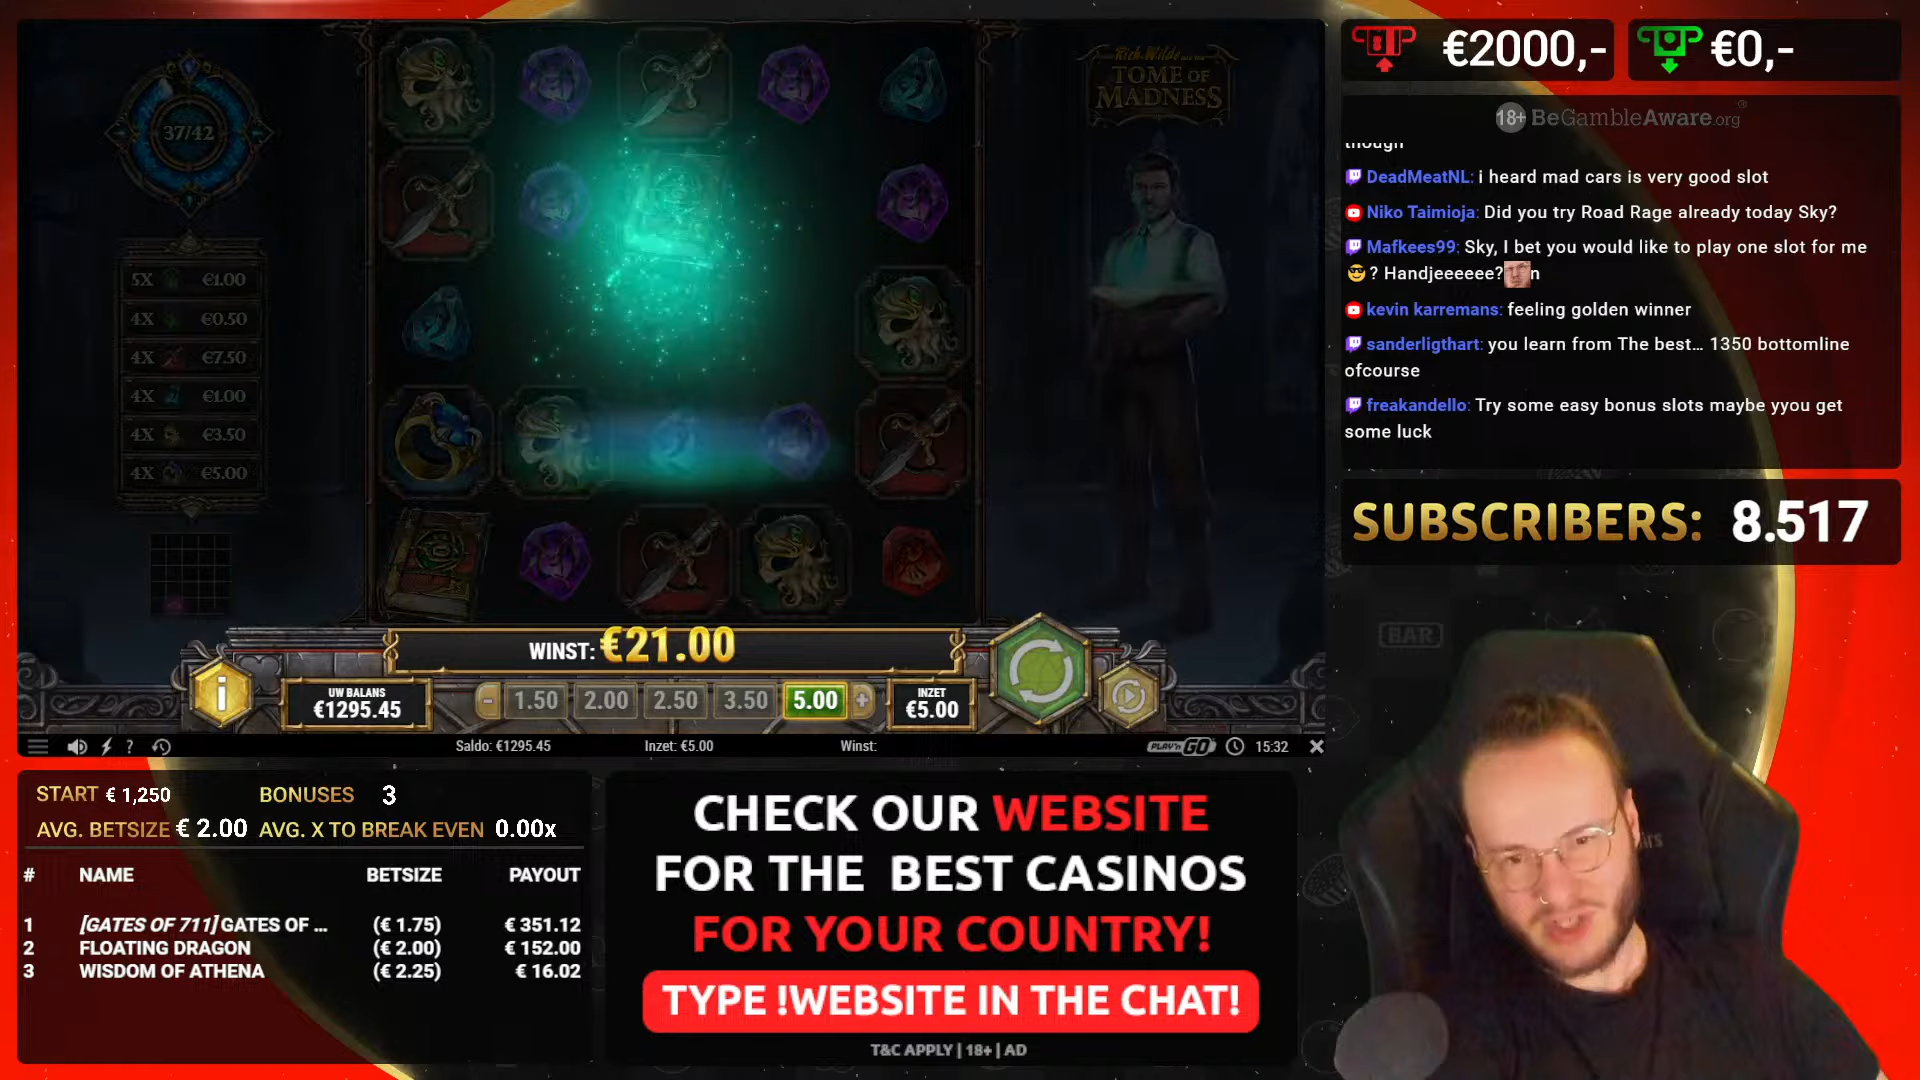 Rich Wilde and the
TOME OF
MADNESS
37/42
5X €1.00
4X €0.50
4X €7.50
4X €1.00
4X €3.50
4X €5.00
WINST: €21.00
UW BALANS
€1295.45
- 1.50 2.00 2.50 3.50 5.00 +
INZET
€5.00
Saldo: €1295.45 Inzet: €5.00 Winst: PLAY'n GO 15:32
€2000,- €0,-
18+ BeGambleAware.org®
though
DeadMeatNL: i heard mad cars is very good slot
Niko Taimioja: Did you try Road Rage already today Sky?
Mafkees99: Sky, I bet you would like to play one slot for me
😎? Handjeeeeee? n
kevin karremans: feeling golden winner
sanderligthart: you learn from The best... 1350 bottomline
ofcourse
freakandello: Try some easy bonus slots maybe yyou get
some luck
SUBSCRIBERS: 8.517
BAR
START € 1,250 BONUSES 3
AVG. BETSIZE € 2.00 AVG. X TO BREAK EVEN 0.00x
# NAME BETSIZE PAYOUT
1 [GATES OF 711] GATES OF ... (€ 1.75) € 351.12
2 FLOATING DRAGON (€ 2.00) € 152.00
3 WISDOM OF ATHENA (€ 2.25) € 16.02
CHECK OUR WEBSITE
FOR THE BEST CASINOS
FOR YOUR COUNTRY!
TYPE !WEBSITE IN THE CHAT!
T&C APPLY | 18+ | AD